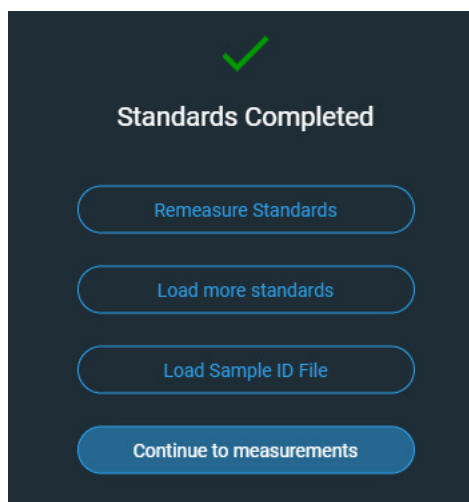 Standards Completed
Remeasure Standards
Load more standards
Load Sample ID File
Continue to measurements